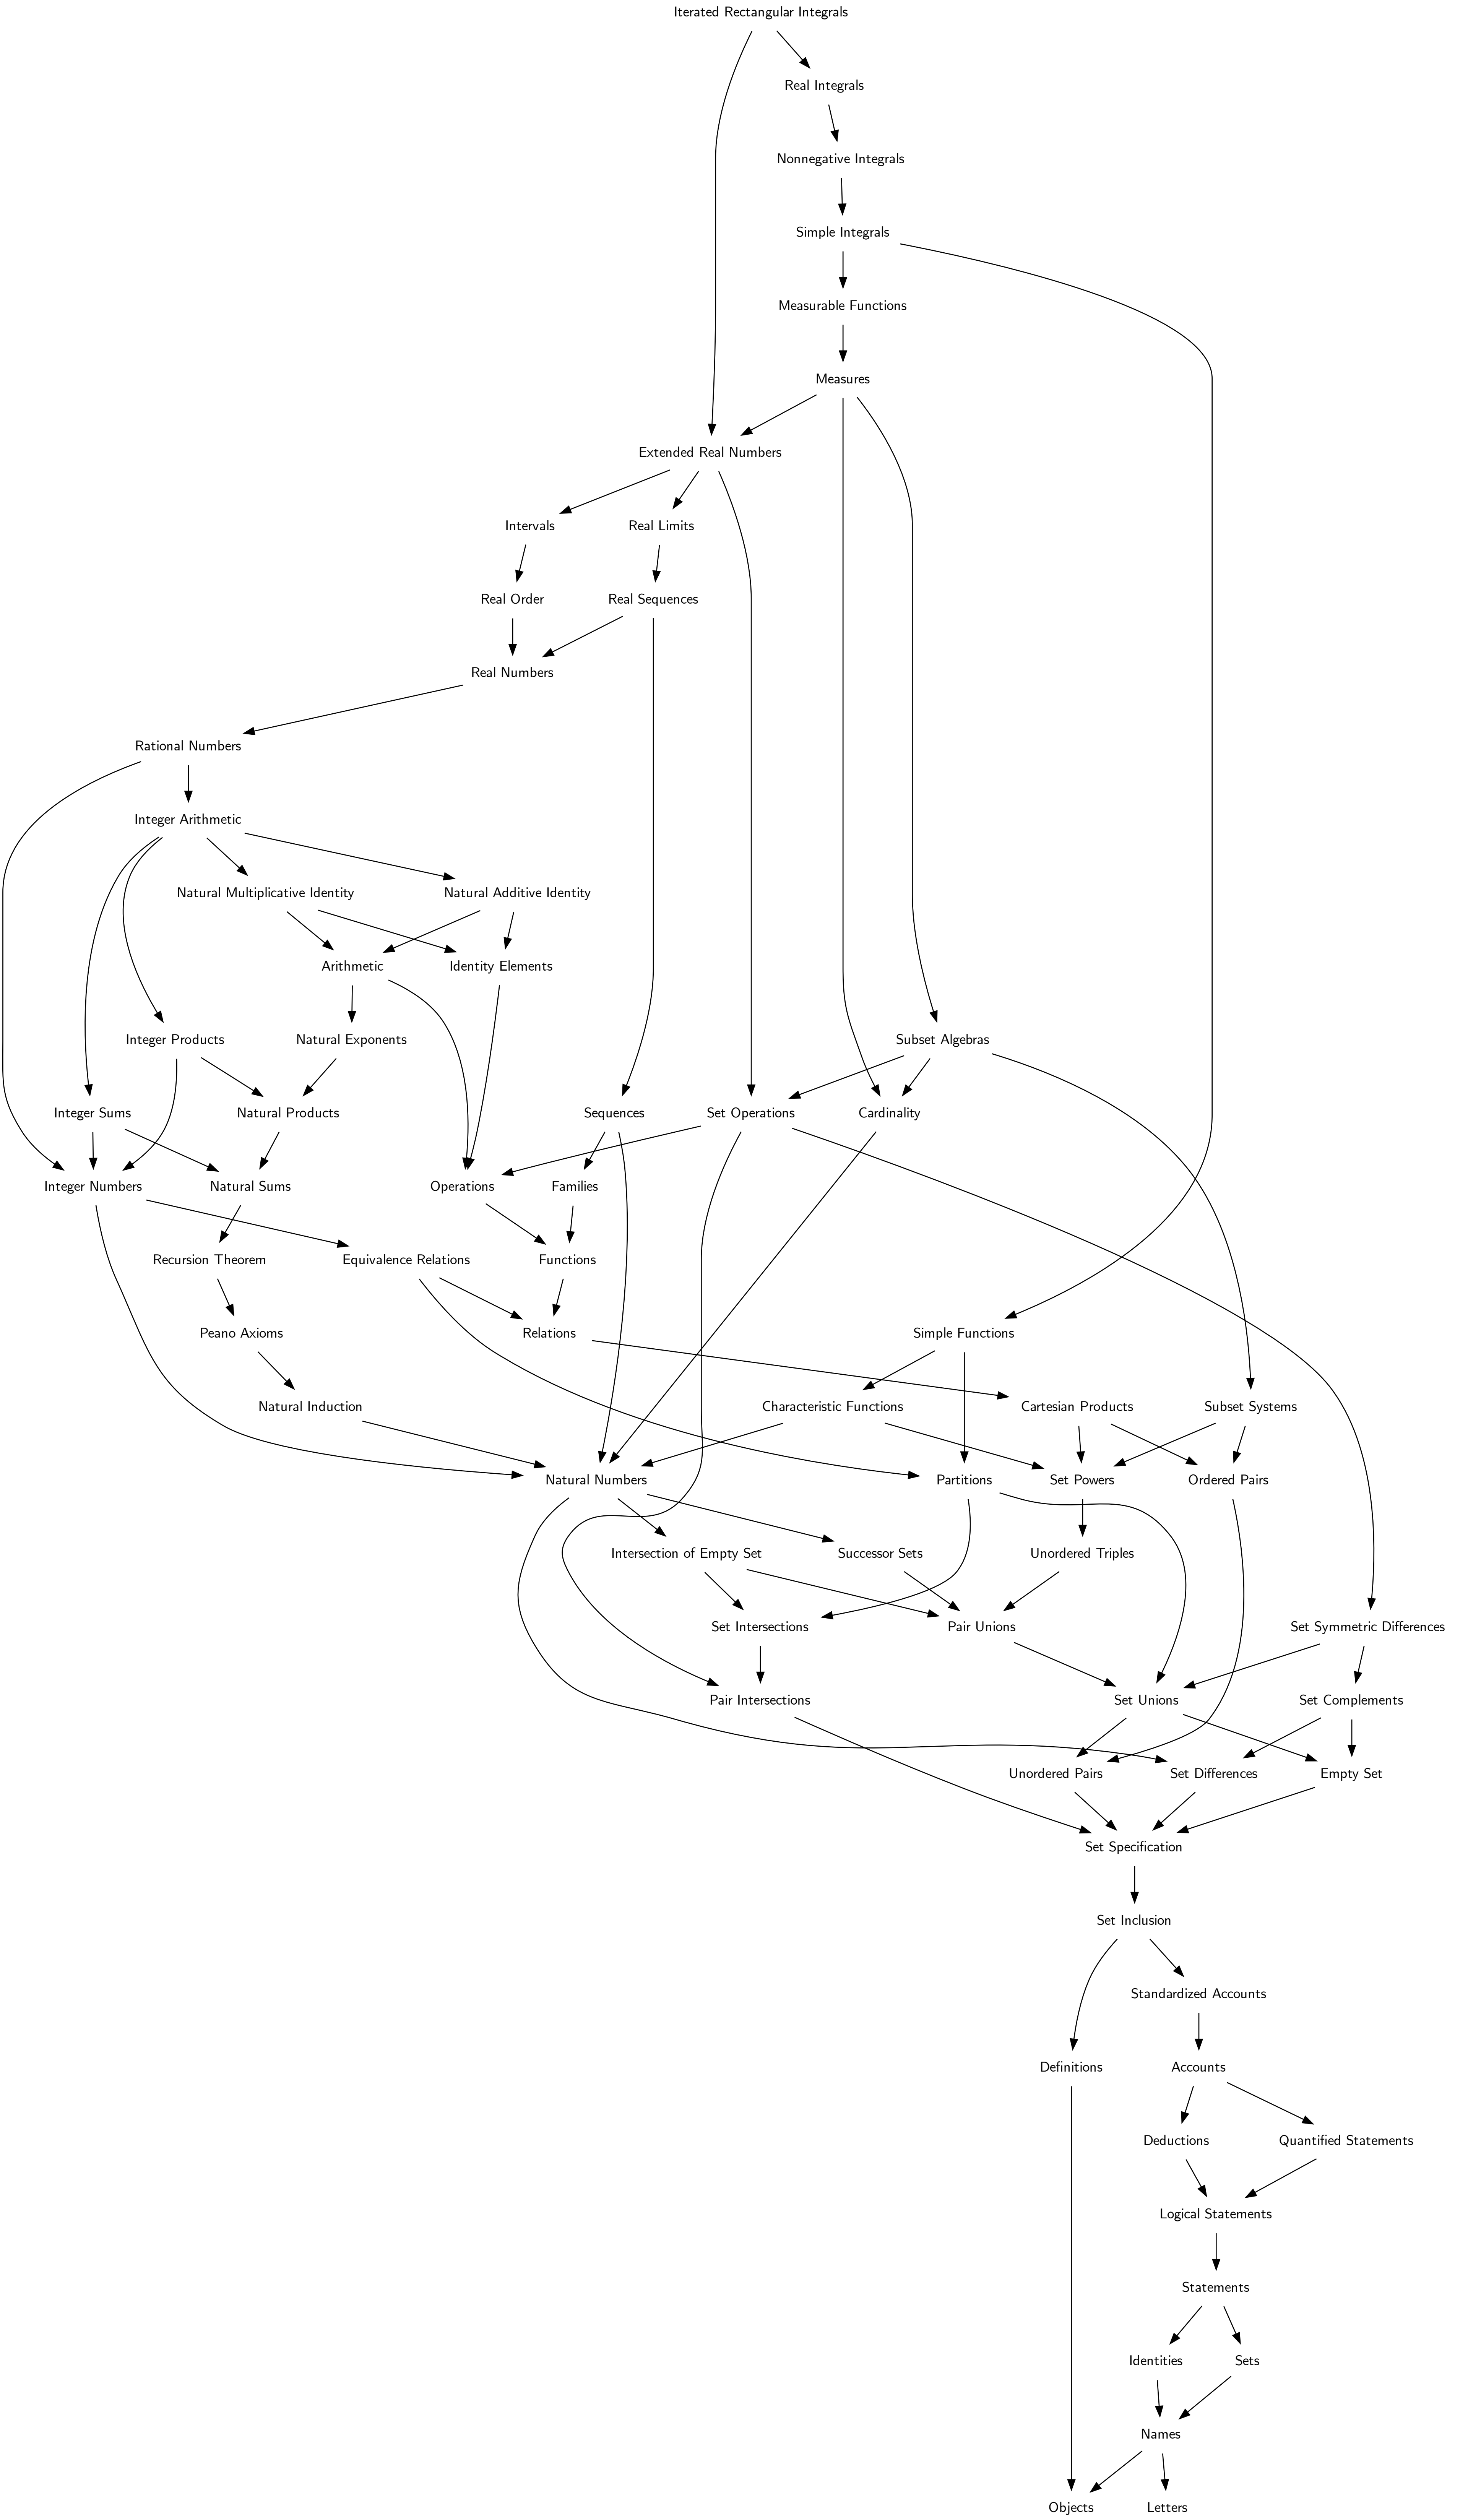 Iterated Rectangular Integrals
Real Integrals
Nonnegative Integrals
Simple Integrals
Measurable Functions
Measures
Extended Real Numbers
Intervals
Real Limits
Real Order
Real Sequences
Real Numbers
Rational Numbers
Integer Arithmetic
Natural Multiplicative Identity
Natural Additive Identity
Arithmetic
Identity Elements
Integer Products
Natural Exponents
Subset Algebras
Integer Sums
Natural Products
Sequences
Set Operations
Cardinality
Integer Numbers
Natural Sums
Operations
Families
Recursion Theorem
Equivalence Relations
Functions
Peano Axioms
Relations
Simple Functions
Natural Induction
Characteristic Functions
Cartesian Products
Subset Systems
Natural Numbers
Partitions
Set Powers
Ordered Pairs
Intersection of Empty Set
Successor Sets
Unordered Triples
Set Intersections
Pair Unions
Set Symmetric Differences
Pair Intersections
Set Unions
Set Complements
Unordered Pairs
Set Differences
Empty Set
Set Specification
Set Inclusion
Standardized Accounts
Definitions
Accounts
Deductions
Quantified Statements
Logical Statements
Statements
Identities
Sets
Names
Objects
Letters